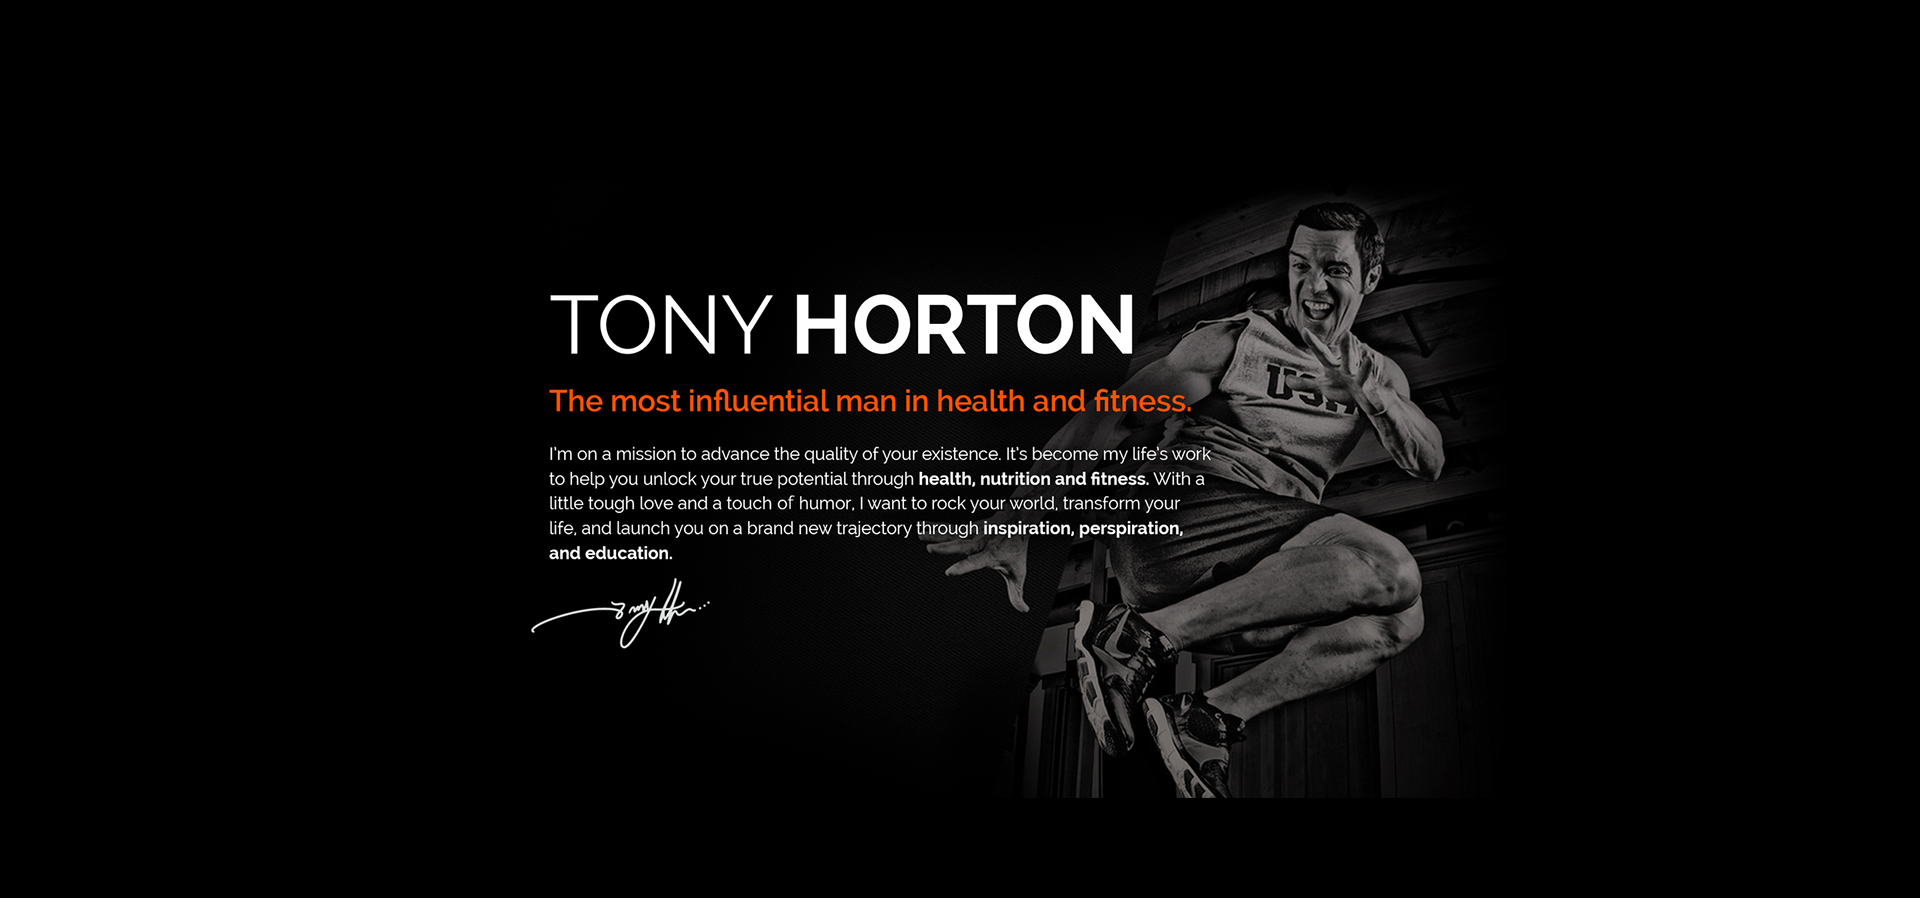 TONY HORTON
The most influential man in health and fitness.
I'm on a mission to advance the quality of your existence. It's become my life's work
to help you unlock your true potential through health, nutrition and fitness. With a
little tough love and a touch of humor, I want to rock your world, transform your
life, and launch you on a brand new trajectory through inspiration, perspiration,
and education.
USA